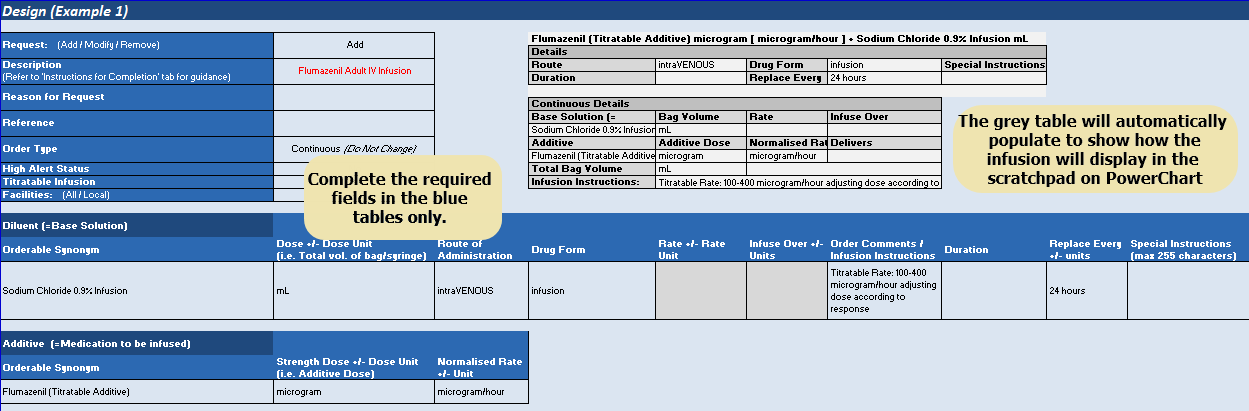 Design (Example 1)
Request: (Add / Modify / Remove) Add
Description
(Refer to 'Instructions for Completion' tab for guidance)
Flumazenil Adult IV Infusion
Reason for Request
Reference
Order Type Continuous (Do Not Change)
High Alert Status
Titratable Infusion
Facilities: (All / Local)
Complete the required
fields in the blue
tables only.
Flumazenil (Titratable Additive) microgram [ microgram/hour ] + Sodium Chloride 0.9% Infusion mL
Details
Route intraVENOUS Drug Form infusion Special Instructions
Duration Replace Every 24 hours
Continuous Details
Base Solution (= Bag Volume Rate Infuse Over
Sodium Chloride 0.9% Infusion mL
Additive Additive Dose Normalised Rat Delivers
Flumazenil (Titratable Additive microgram microgram/hour
Total Bag Volume mL
Infusion Instructions: Titratable Rate: 100-400 microgram/hour adjusting dose according to
The grey table will automatically
populate to show how the
infusion will display in the
scratchpad on PowerChart
Diluent (=Base Solution)
Orderable Synonym
Dose +/- Dose Unit
(i.e. Total vol. of bag/syringe)
Route of
Administration
Drug Form
Rate +/- Rate
Unit
Infuse Over +/-
Units
Order Comments /
Infusion Instructions
Duration
Replace Every
+/- units
Special Instructions
(max 255 characters)
Sodium Chloride 0.9% Infusion mL intraVENOUS infusion
Titratable Rate: 100-400
microgram/hour adjusting
dose according to
response
24 hours
Additive (=Medication to be infused)
Orderable Synonym
Strength Dose +/- Dose Unit
(i.e. Additive Dose)
Normalised Rate
+/- Unit
Flumazenil (Titratable Additive) microgram microgram/hour